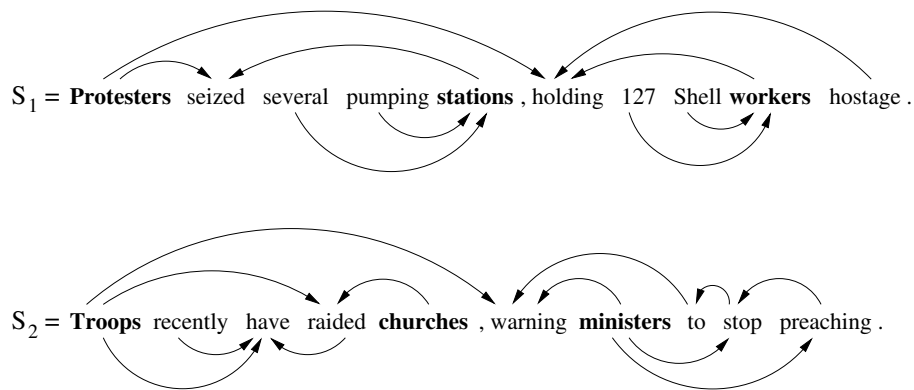 S1 = Protesters seized several pumping stations , holding 127 Shell workers hostage .
S2 = Troops recently have raided churches , warning ministers to stop preaching .